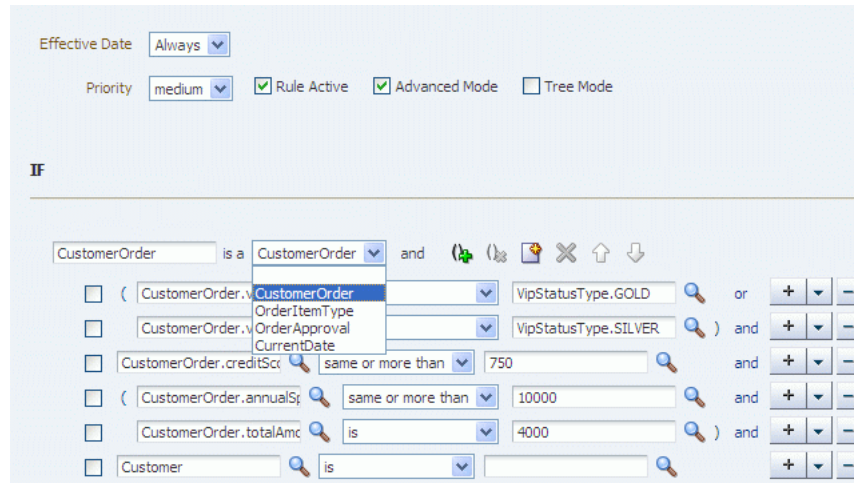 Effective Date Always
Priority medium Rule Active Advanced Mode Tree Mode
IF
CustomerOrder is a CustomerOrder and
CustomerOrder
OrderItemType
OrderApproval
CurrentDate
( CustomerOrder.v VipStatusType.GOLD or
CustomerOrder.v VipStatusType.SILVER ) and
CustomerOrder.creditSco same or more than 750 and
( CustomerOrder.annualSp same or more than 10000 and
CustomerOrder.totalAmo is 4000 ) and
Customer is